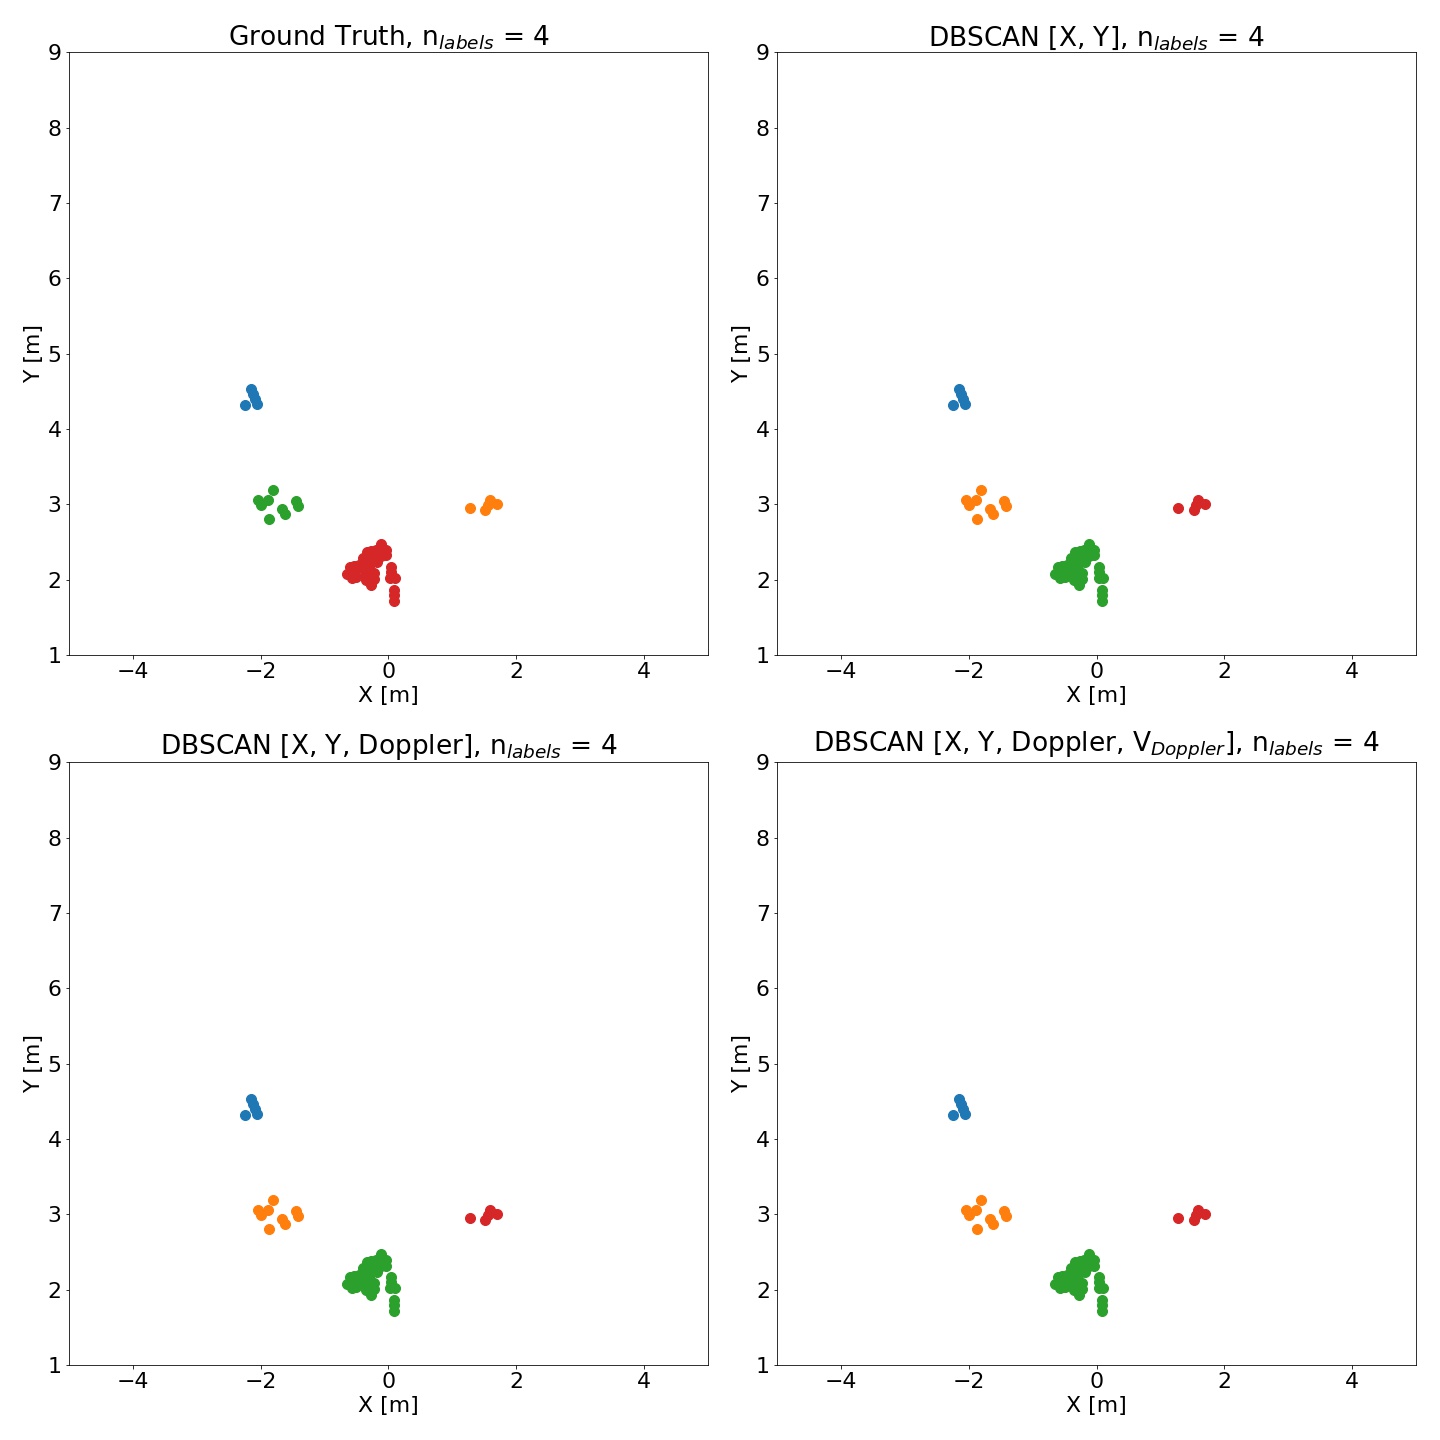 Ground Truth, n_labels = 4
9
8
7
6
5
4
3
2
1
Y [m]
−4 −2 0 2 4
X [m]
DBSCAN [X, Y], n_labels = 4
9
8
7
6
5
4
3
2
1
Y [m]
−4 −2 0 2 4
X [m]
DBSCAN [X, Y, Doppler], n_labels = 4
9
8
7
6
5
4
3
2
1
Y [m]
−4 −2 0 2 4
X [m]
DBSCAN [X, Y, Doppler, V_Doppler], n_labels = 4
9
8
7
6
5
4
3
2
1
Y [m]
−4 −2 0 2 4
X [m]